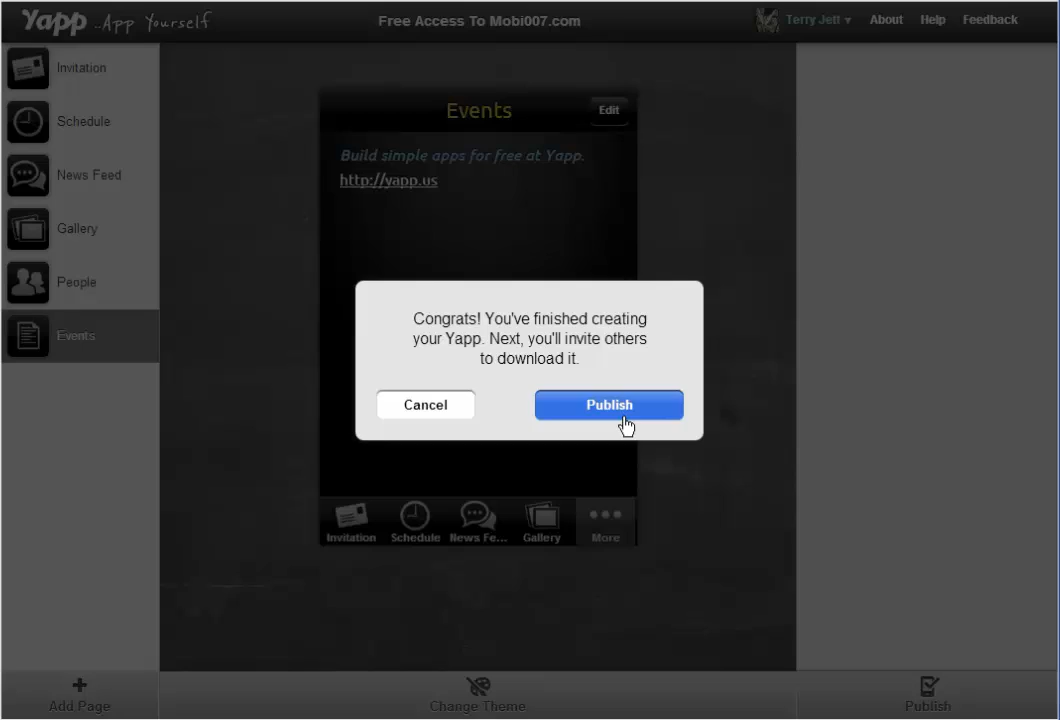 Yapp ..App Yourself
Free Access To Mobi007.com
Terry Jett
About
Help
Feedback
Invitation
Schedule
News Feed
Gallery
People
Events
Events
Edit
Build simple apps for free at Yapp.
http://yapp.us
Congrats! You've finished creating
your Yapp. Next, you'll invite others
to download it.
Cancel
Publish
Invitation
Schedule
News Fe...
Gallery
More
Add Page
Change Theme
Publish